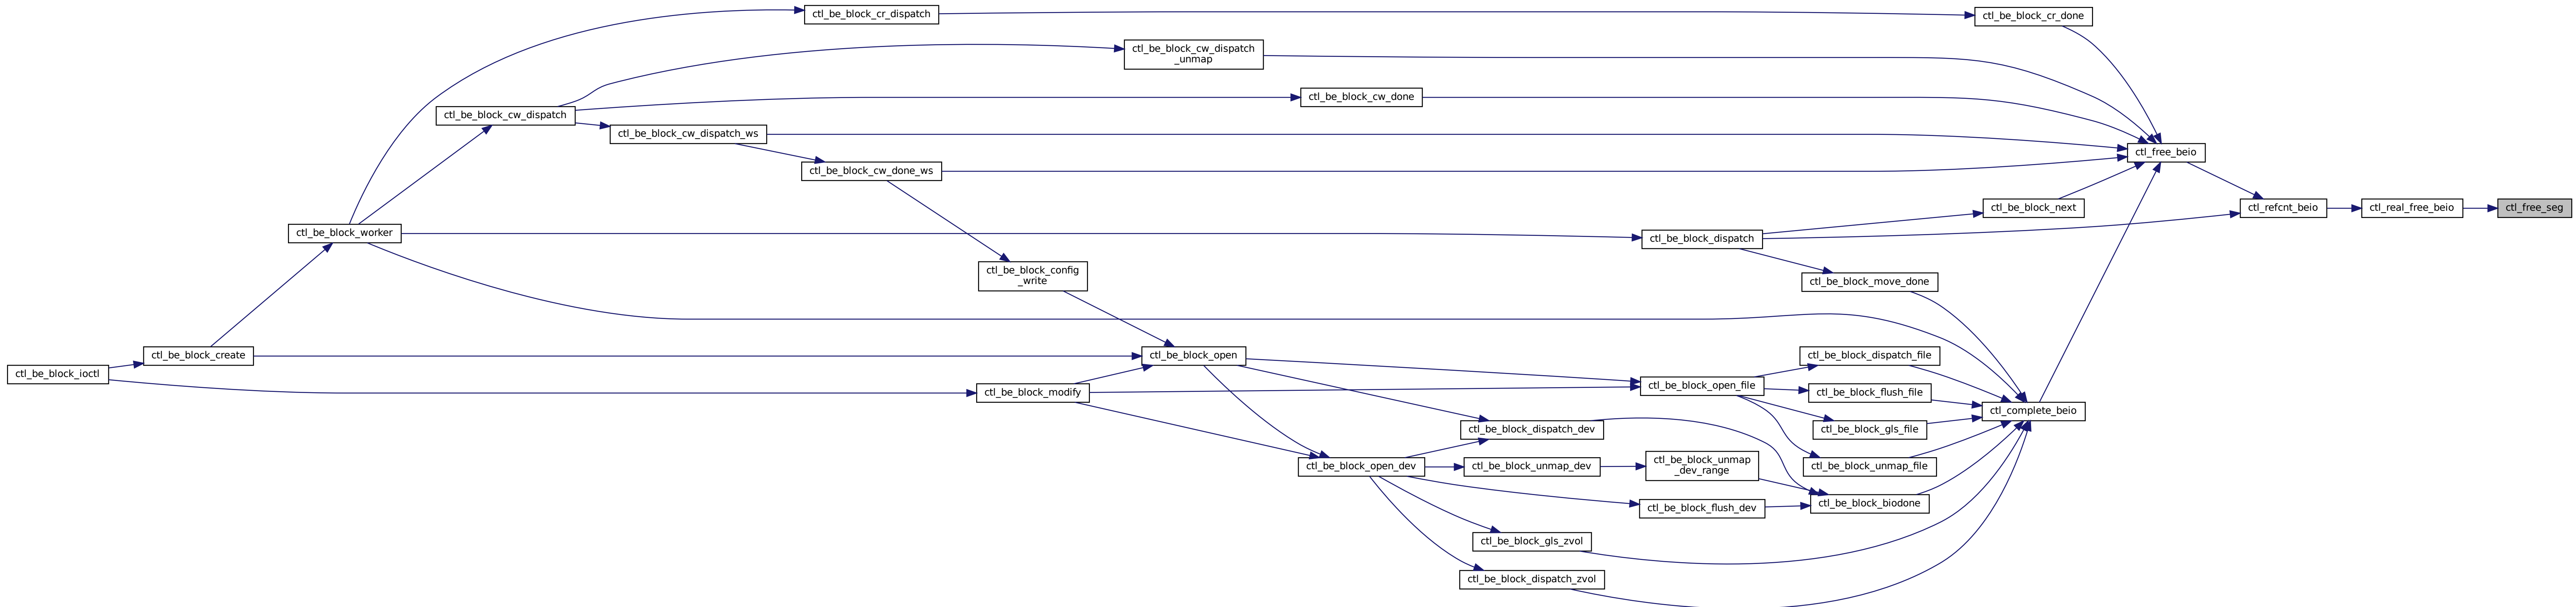 ctl_be_block_cr_dispatch
ctl_be_block_cr_done
ctl_be_block_cw_dispatch
_unmap
ctl_be_block_cw_done
ctl_be_block_cw_dispatch
ctl_be_block_cw_dispatch_ws
ctl_free_beio
ctl_be_block_cw_done_ws
ctl_be_block_next
ctl_refcnt_beio
ctl_real_free_beio
ctl_free_seg
ctl_be_block_worker
ctl_be_block_dispatch
ctl_be_block_config
_write
ctl_be_block_move_done
ctl_be_block_create
ctl_be_block_open
ctl_be_block_dispatch_file
ctl_be_block_ioctl
ctl_be_block_modify
ctl_be_block_open_file
ctl_be_block_flush_file
ctl_complete_beio
ctl_be_block_dispatch_dev
ctl_be_block_gls_file
ctl_be_block_open_dev
ctl_be_block_unmap_dev
ctl_be_block_unmap
_dev_range
ctl_be_block_unmap_file
ctl_be_block_flush_dev
ctl_be_block_biodone
ctl_be_block_gls_zvol
ctl_be_block_dispatch_zvol